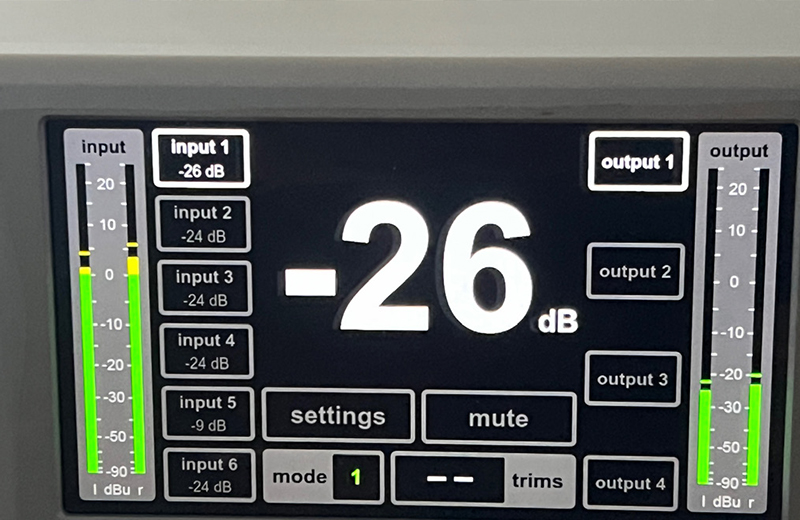 input
20
10
0
-10
-20
-30
-50
-90
l dBu r
input 1
-26 dB
input 2
-24 dB
input 3
-24 dB
input 4
-24 dB
input 5
-9 dB
input 6
-24 dB
-26 dB
settings
mute
mode 1
-- trims
output 1
output 2
output 3
output 4
output
20
10
0
-10
-20
-30
-50
-90
l dBu r